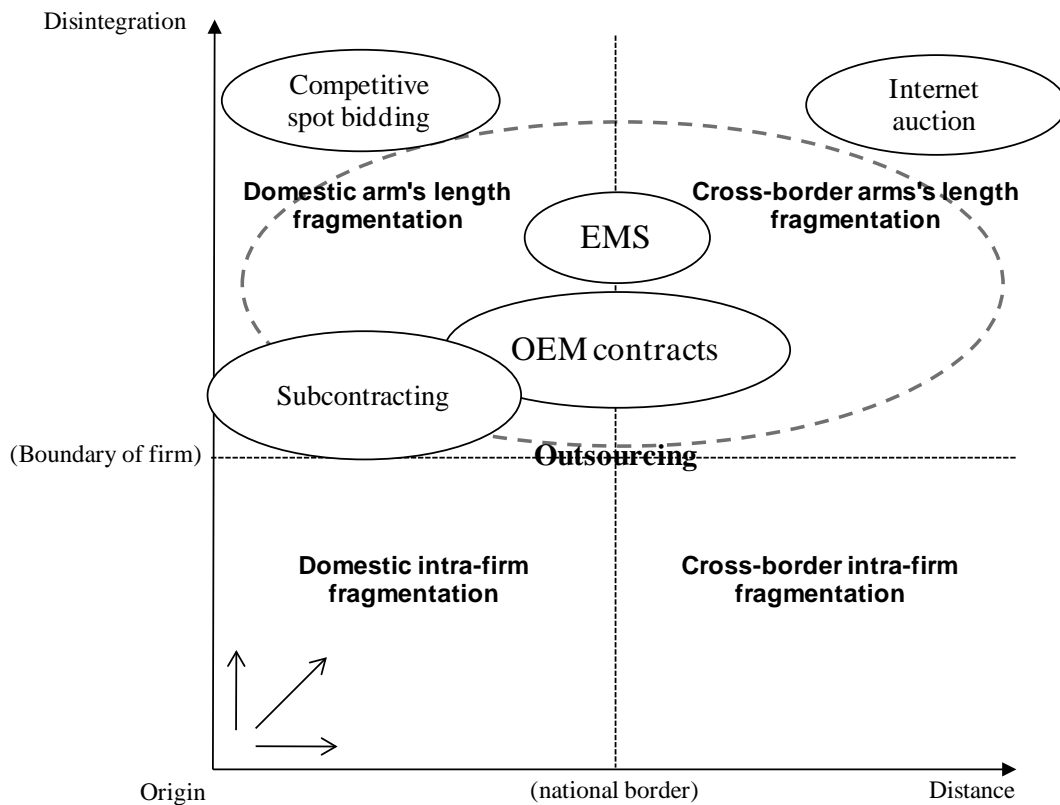 Disintegration
Competitive
spot bidding
Internet
auction
Domestic arm's length
fragmentation
Cross-border arms's length
fragmentation
EMS
OEM contracts
Subcontracting
(Boundary of firm)
Outsourcing
Domestic intra-firm
fragmentation
Cross-border intra-firm
fragmentation
Origin
(national border)
Distance